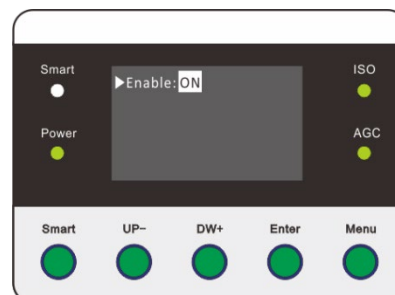 Smart
ISO
▶Enable:ON
Power
AGC
Smart UP- DW+ Enter Menu